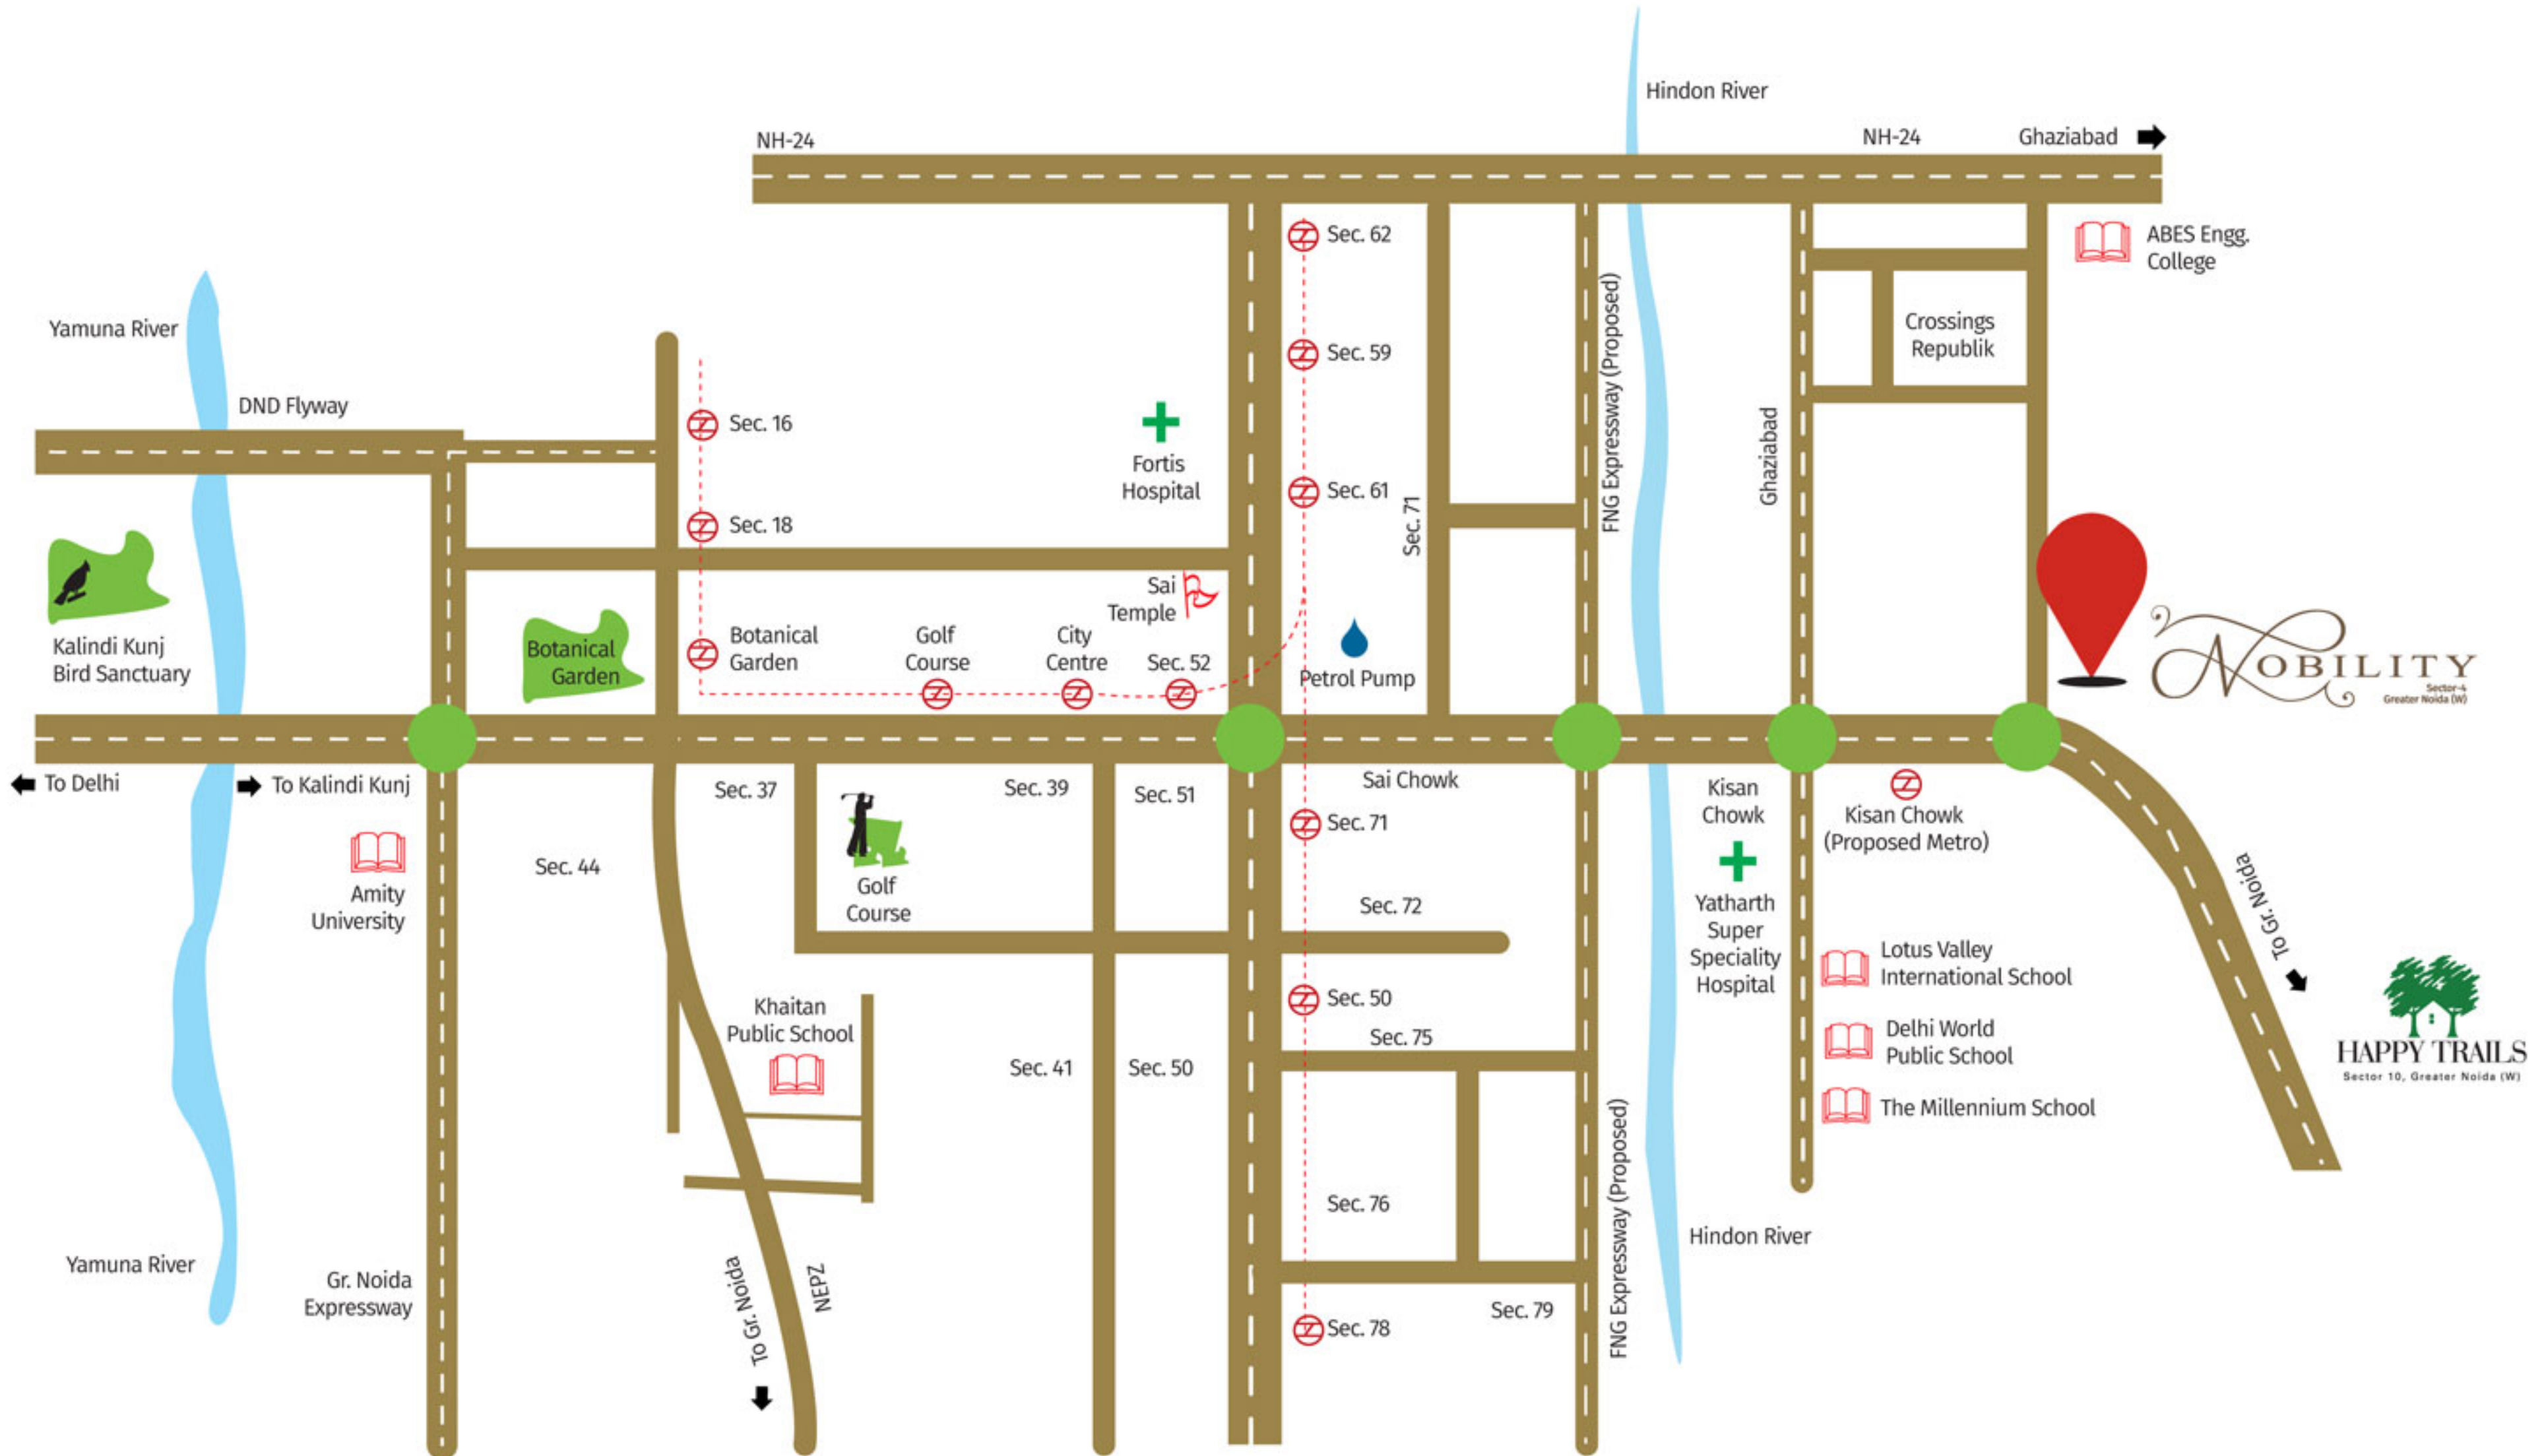 Hindon River
NH-24
NH-24
Ghaziabad
Sec. 62
ABES Engg.
College
Yamuna River
Crossings
Republik
Sec. 59
FNG Expressway (Proposed)
DND Flyway
Sec. 16
Ghaziabad
Fortis
Hospital
Sec. 61
Sec. 71
Sec. 18
Sai
Temple
Kalindi Kunj
Bird Sanctuary
Botanical
Garden
Botanical
Garden
Golf
Course
City
Centre
Sec. 52
Petrol Pump
NOBILITY
Sector-4
Greater Noida (W)
To Delhi
To Kalindi Kunj
Sec. 37
Sec. 39
Sec. 51
Sai Chowk
Kisan
Chowk
Kisan Chowk
(Proposed Metro)
Sec. 71
Amity
University
Sec. 44
Golf
Course
Sec. 72
Yatharth
Super
Speciality
Hospital
To Gr. Noida
Lotus Valley
International School
Khaitan
Public School
Sec. 50
Delhi World
Public School
Sec. 75
HAPPY TRAILS
Sector 10, Greater Noida (W)
Sec. 41
Sec. 50
The Millennium School
Sec. 76
FNG Expressway (Proposed)
Hindon River
Yamuna River
Gr. Noida
Expressway
To Gr. Noida
NEPZ
Sec. 79
Sec. 78